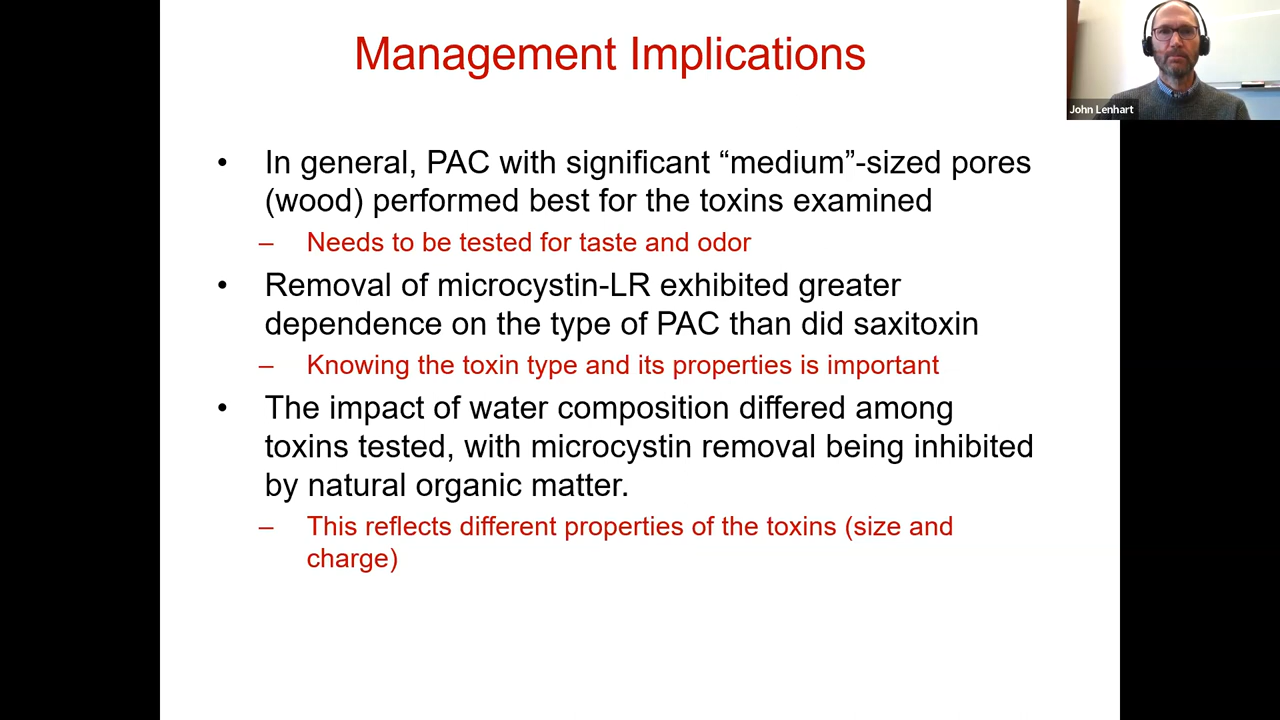 Management Implications
John Lenhart
• In general, PAC with significant “medium”-sized pores
(wood) performed best for the toxins examined
– Needs to be tested for taste and odor
• Removal of microcystin-LR exhibited greater
dependence on the type of PAC than did saxitoxin
– Knowing the toxin type and its properties is important
• The impact of water composition differed among
toxins tested, with microcystin removal being inhibited
by natural organic matter.
– This reflects different properties of the toxins (size and
charge)